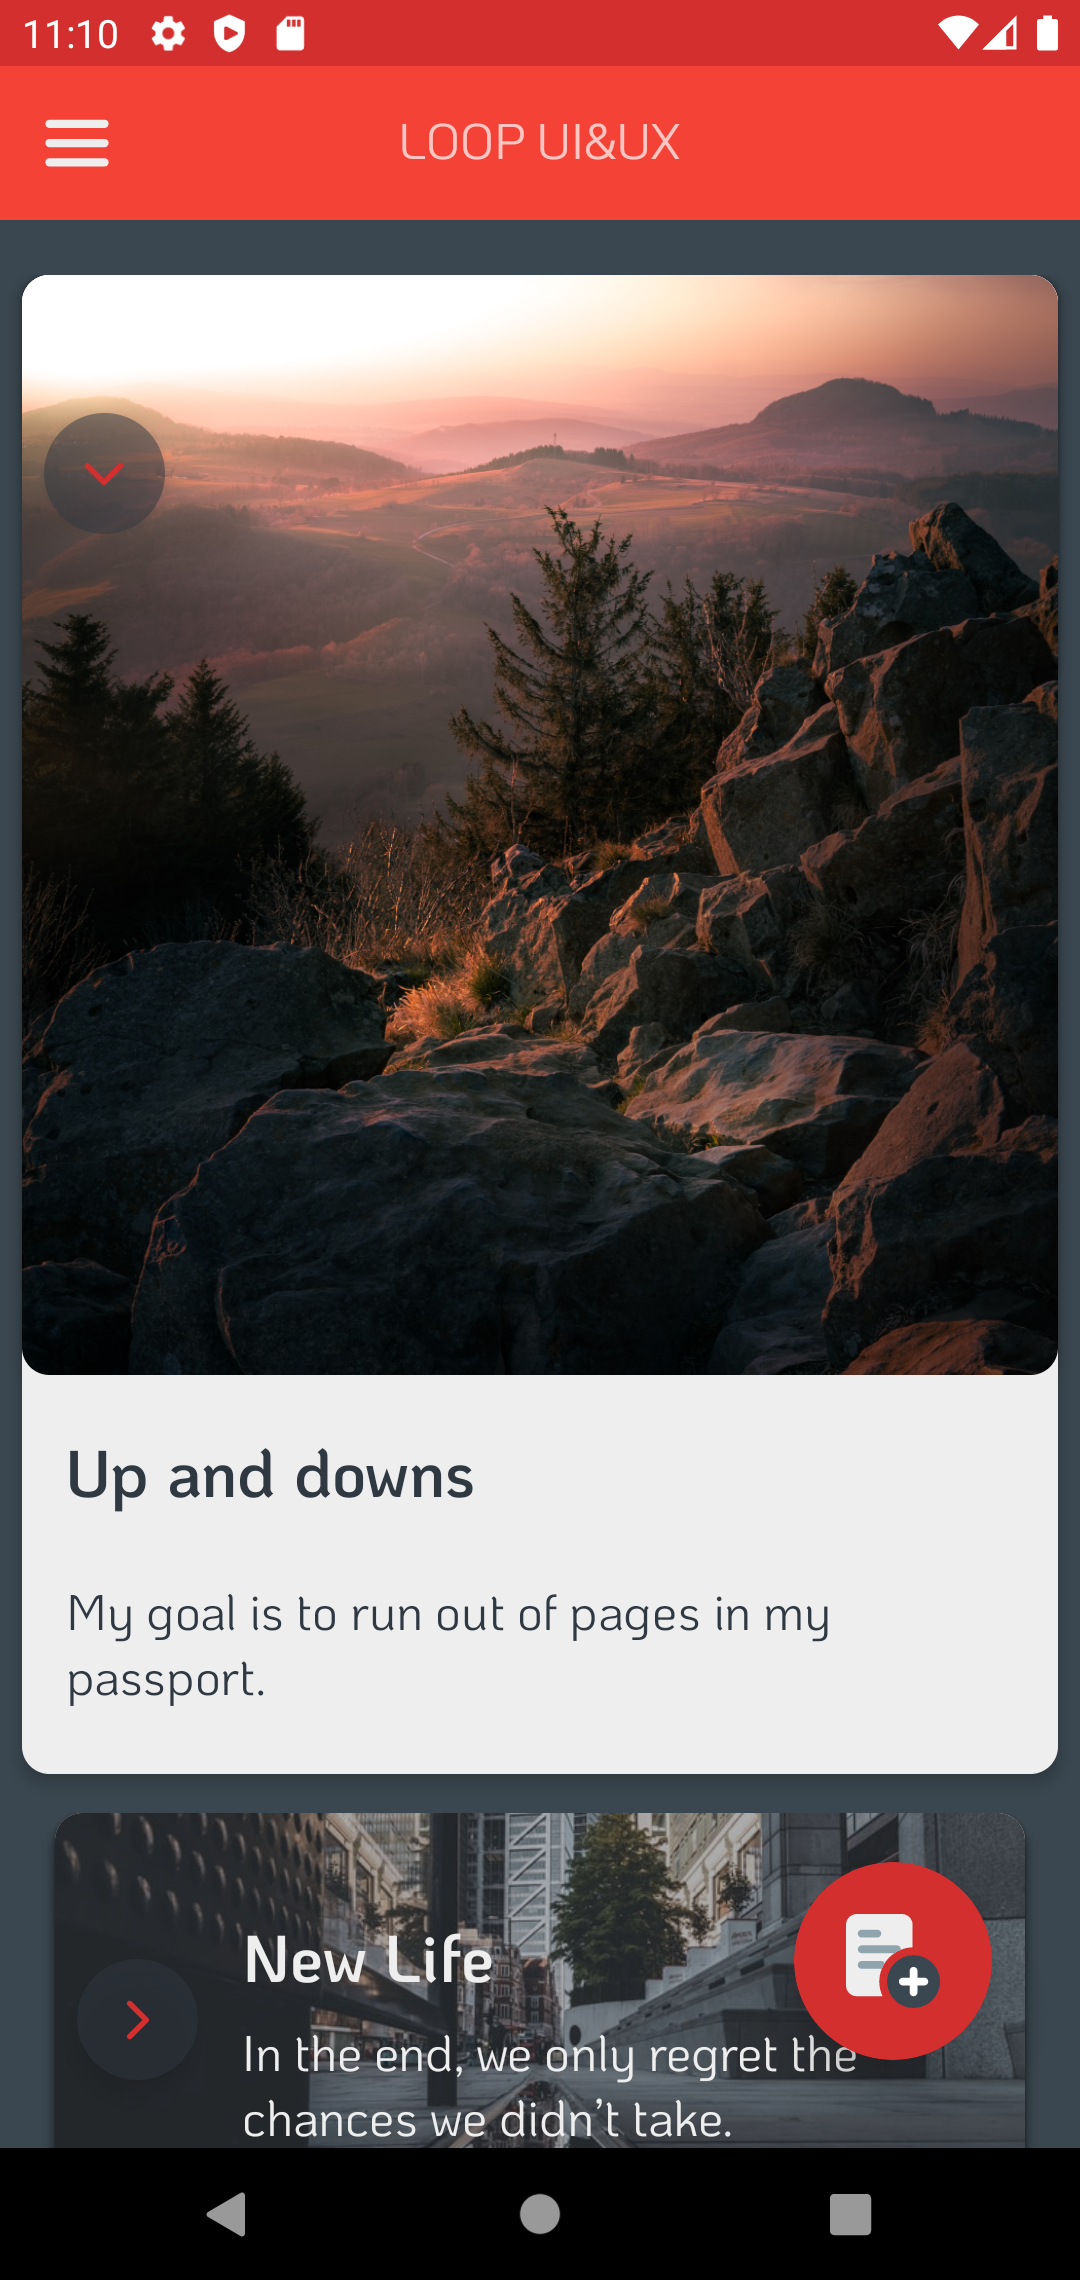 11:10
LOOP UI&UX
Up and downs
My goal is to run out of pages in my
passport.
New Life
In the end, we only regret the
chances we didn't take.